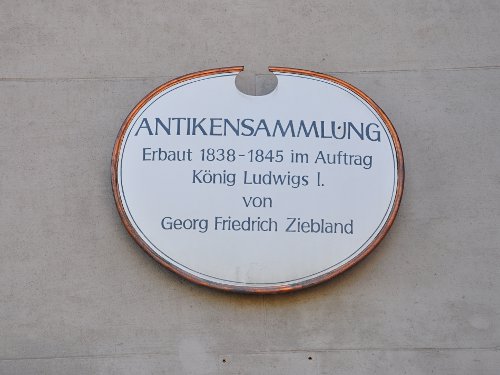 ANTIKENSAMMLUNG
Erbaut 1838-1845 im Auftrag
König Ludwigs I.
von
Georg Friedrich Ziebland